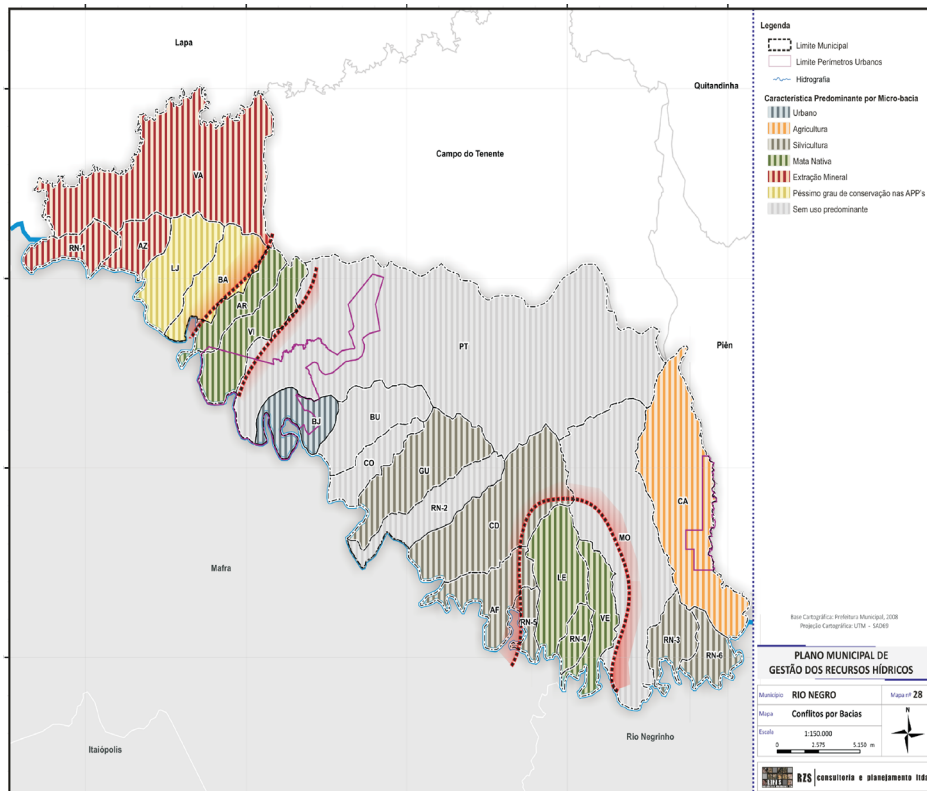 Lapa
Quitandinha
Campo do Tenente
VA
RN-1
AZ
LJ
BA
AR
VI
PT
Piên
BJ
BU
CO
GU
RN-2
CD
CA
MO
Mafra
LE
AF
RN-5
RN-4
VE
RN-3
RN-6
Itaiópolis
Rio Negrinho
Legenda
Limite Municipal
Limite Perímetros Urbanos
Hidrografia
Característica Predominante por Micro-bacia
Urbano
Agricultura
Silvicultura
Mata Nativa
Extração Mineral
Péssimo grau de conservação nas APP's
Sem uso predominante
Base Cartográfica: Prefeitura Municipal, 2008
Projeção Cartográfica: UTM - SAD69
PLANO MUNICIPAL DE
GESTÃO DOS RECURSOS HÍDRICOS
Município RIO NEGRO Mapa nº 28
Mapa Conflitos por Bacias
N
Escala 1:150.000
0 2.575 5.150 m
RZS consultoria e planejamento ltda